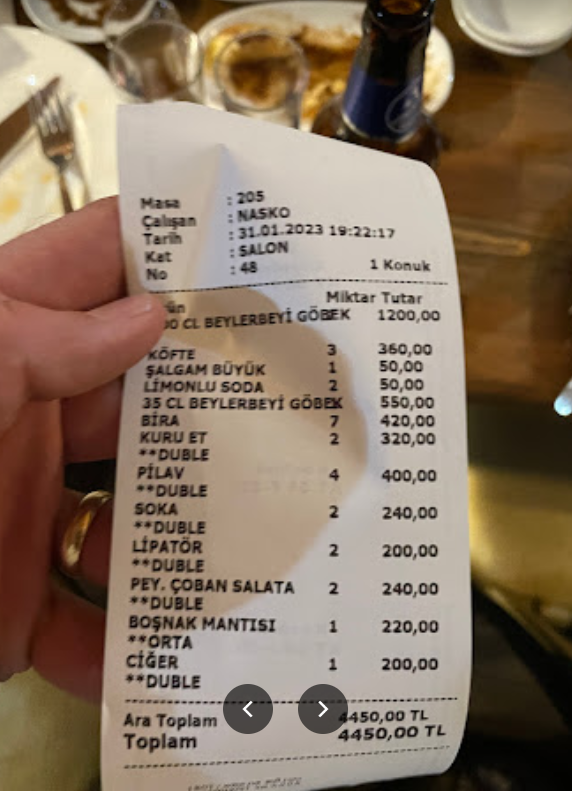 Masa : 205
Çalışan : NASKO
Tarih : 31.01.2023 19:22:17
Kat : SALON
No : 48 1 Konuk
Miktar Tutar
CL BEYLERBEYİ GÖBEK 1200,00
KÖFTE 3 360,00
ŞALGAM BÜYÜK 1 50,00
LİMONLU SODA 2 50,00
35 CL BEYLERBEYİ GÖBEK 550,00
BİRA 7 420,00
KURU ET 2 320,00
**DUBLE
PİLAV 4 400,00
**DUBLE
SOKA 2 240,00
**DUBLE
LİPATÖR 2 200,00
**DUBLE
PEY. ÇOBAN SALATA 2 240,00
**DUBLE
BOŞNAK MANTISI 1 220,00
**ORTA
CİĞER 1 200,00
**DUBLE
Ara Toplam 4450,00 TL
Toplam 4450,00 TL